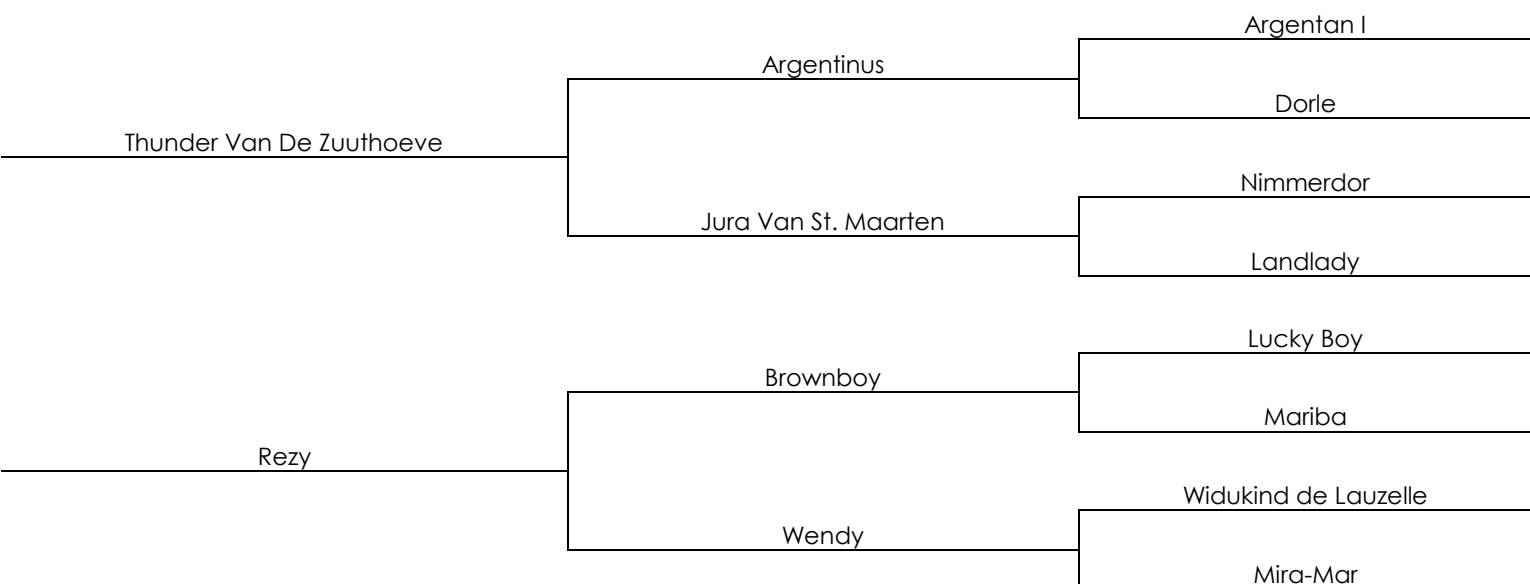 Argentan I
Argentinus
Dorle
Thunder Van De Zuuthoeve
Nimmerdor
Jura Van St. Maarten
Landlady
Lucky Boy
Brownboy
Mariba
Rezy
Widukind de Lauzelle
Wendy
Mira-Mar